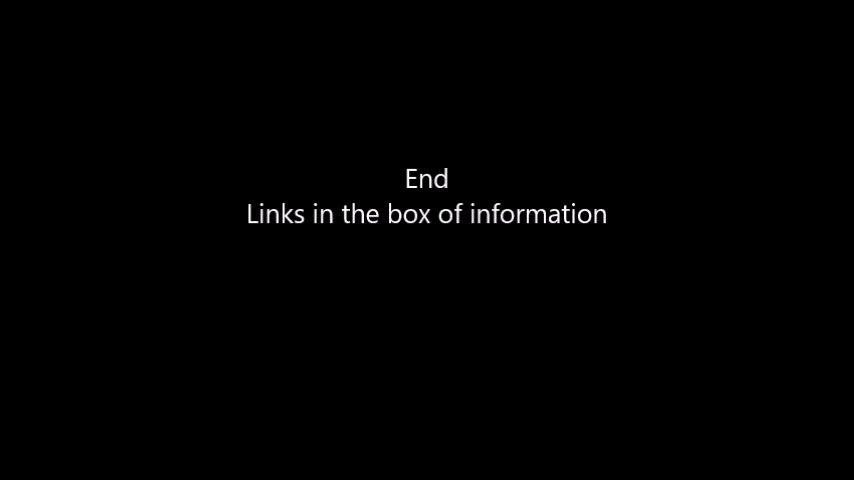 End
Links in the box of information